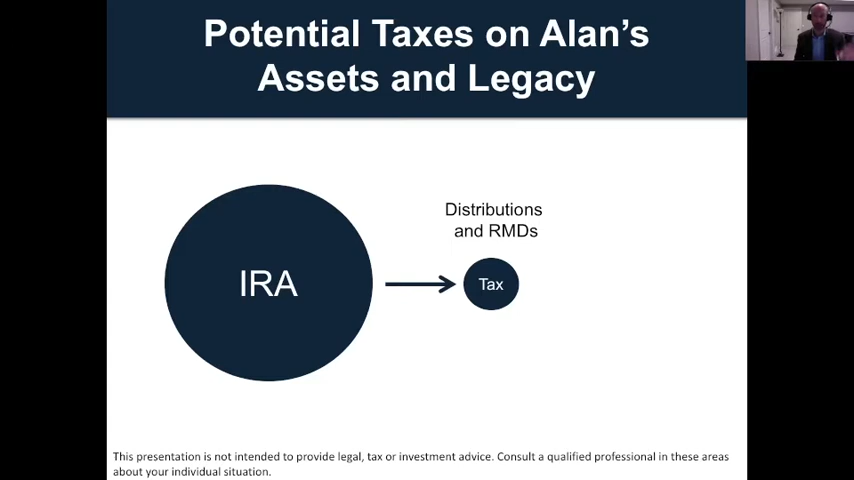 Potential Taxes on Alan's
Assets and Legacy
Distributions
and RMDs
IRA
Tax
This presentation is not intended to provide legal, tax or investment advice. Consult a qualified professional in these areas
about your individual situation.